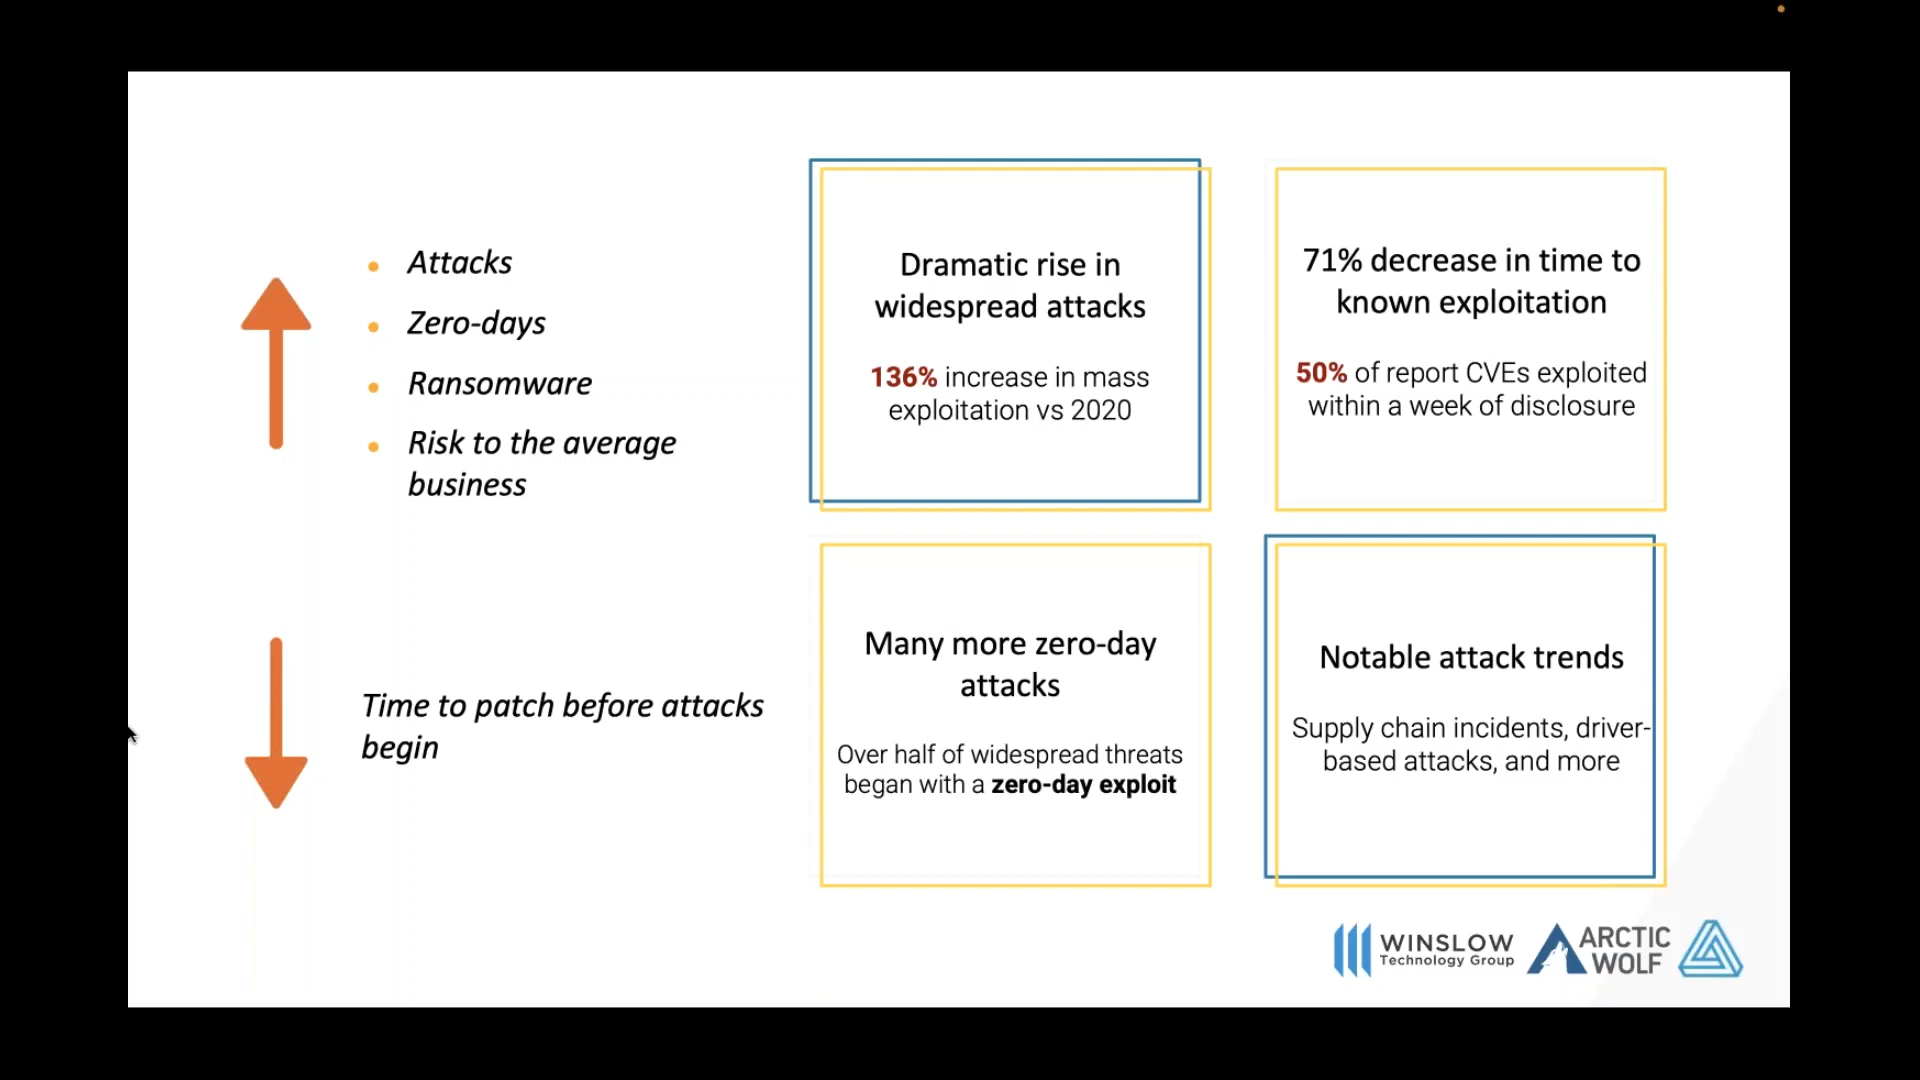 Attacks
Zero-days
Ransomware
Risk to the average
business
Time to patch before attacks
begin
Dramatic rise in
widespread attacks
136% increase in mass
exploitation vs 2020
71% decrease in time to
known exploitation
50% of report CVEs exploited
within a week of disclosure
Many more zero-day
attacks
Over half of widespread threats
began with a zero-day exploit
Notable attack trends
Supply chain incidents, driver-
based attacks, and more
WINSLOW
Technology Group
ARCTIC
WOLF